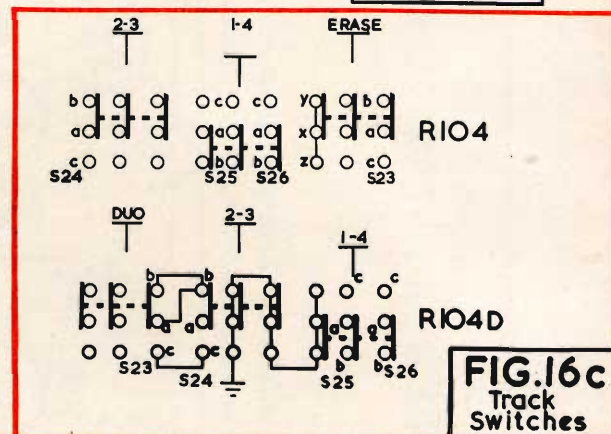 2-3 1-4 ERASE
b c c y b
a a a x a R104
c b b z c
S24 S25 S26 S23
DUO 2-3 1-4
b b c c
a a a a R104D
c c b b
S23 S24 S25 S26
FIG.16c
Track
Switches